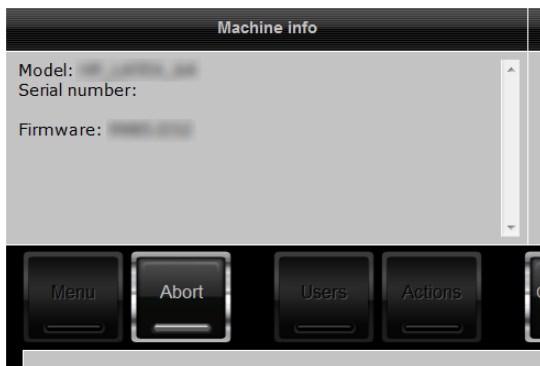 Machine info
Model:
Serial number:
Firmware:
Menu Abort Users Actions